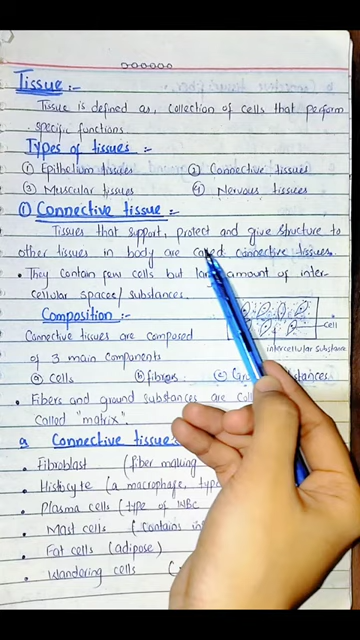 Tissue :-
Tissue is defined as, collection of cells that perform
specific functions.
Types of tissues :-
① Epithelium tissues ② Connective tissues
③ Muscular tissues ④ Nervous tissues
① Connective tissue :-
Tissues that support, protect and give structure to
other tissues in body are called connective tissues.
• They contain few cells but amount of inter-
cellular spaces/ substances.
Composition :-
cell
Connective tissues are composed
intercellular substance
of 3 main components
ⓐ cells ⓑ fibers ⓒ
• Fibers and ground substances are
called "matrix".
a Connective tissue
• Fibroblast (fiber making
• Histocyte (a macrophage,
• Plasma cells (type of WBC
• Mast cells (contains
• Fat cells (adipose)
• Wandering cells (